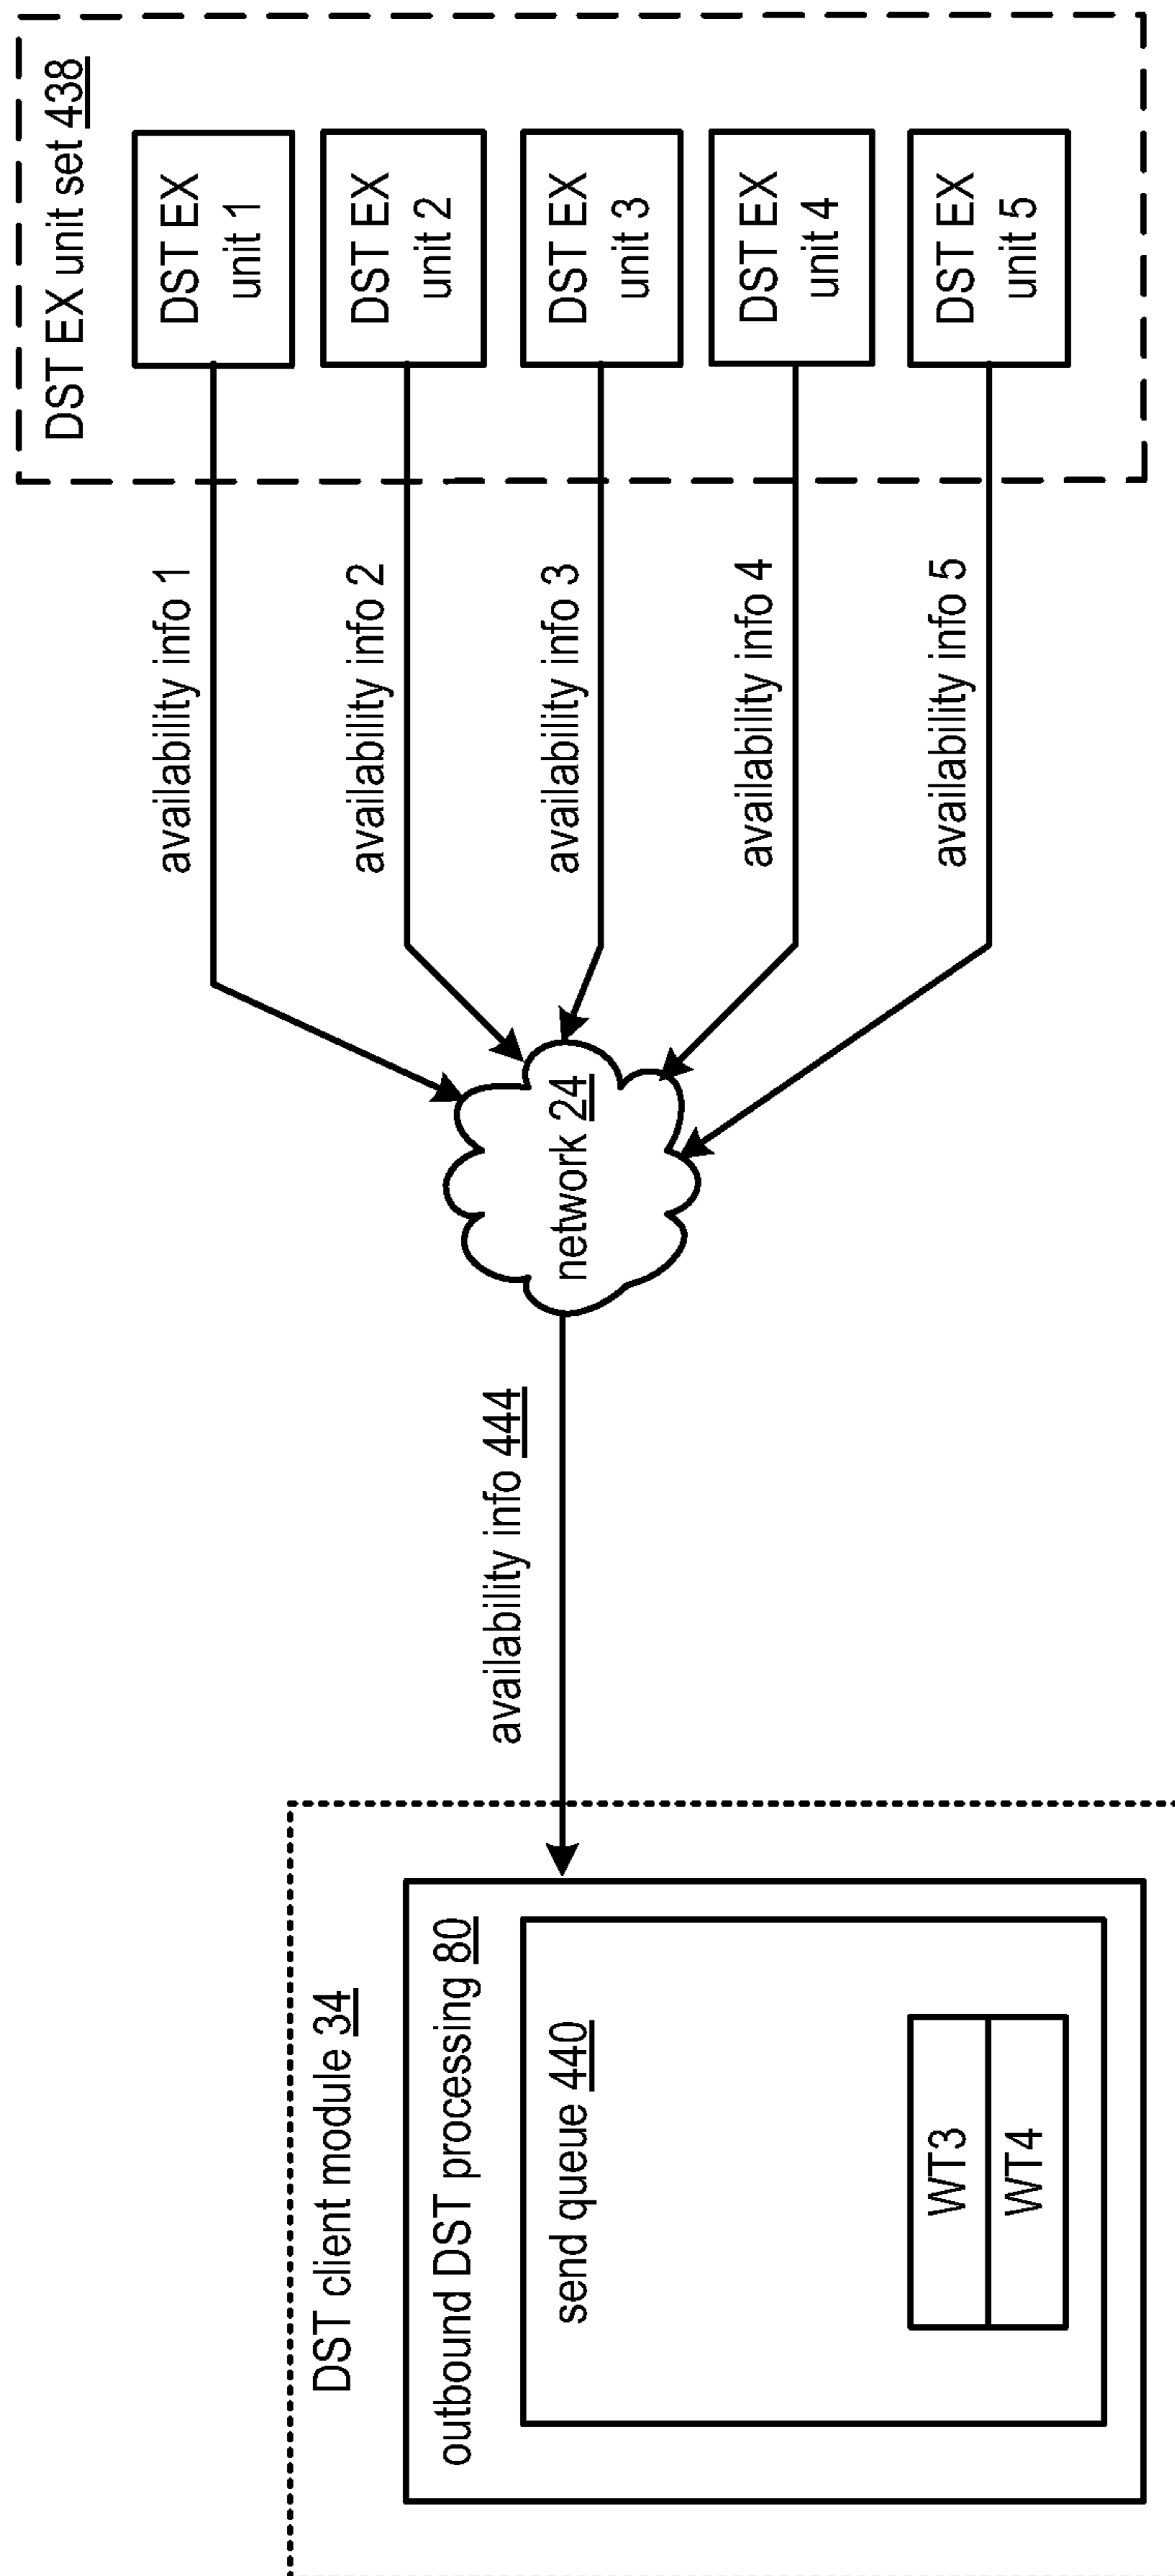 DST client module 34
outbound DST processing 80
send queue 440
WT3
WT4
availability info 444
network 24
availability info 1
availability info 2
availability info 3
availability info 4
availability info 5
DST EX unit set 438
DST EX
unit 1
DST EX
unit 2
DST EX
unit 3
DST EX
unit 4
DST EX
unit 5